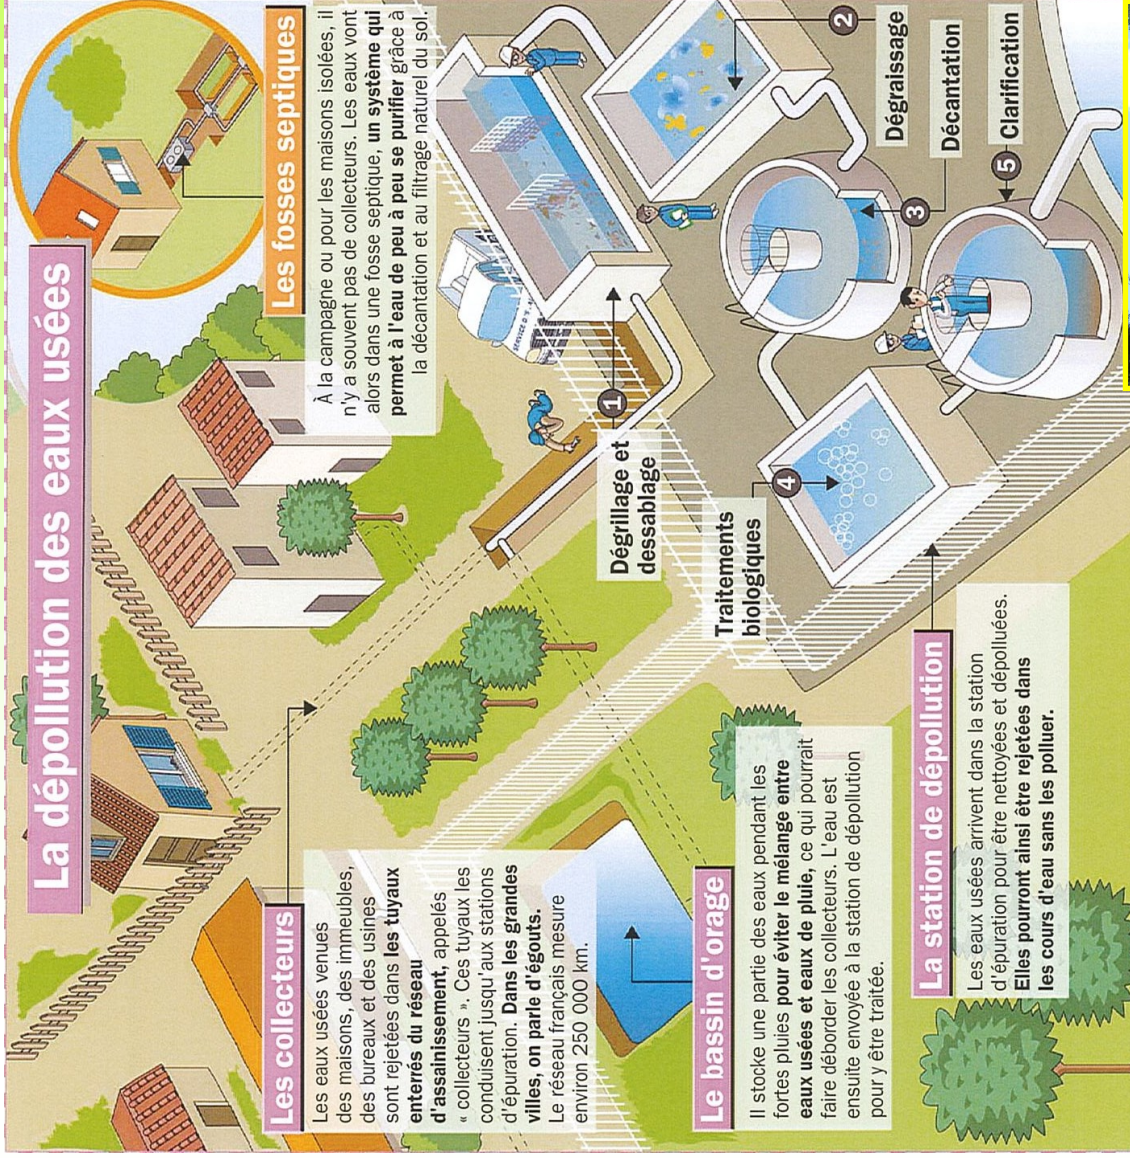 La dépollution des eaux usées
Les fosses septiques
À la campagne ou pour les maisons isolées, il
n'y a souvent pas de collecteurs. Les eaux vont
alors dans une fosse septique, un système qui
permet à l'eau de peu à peu se purifier grâce à
la décantation et au filtrage naturel du sol.
Les collecteurs
Les eaux usées venues
des maisons, des immeubles,
des bureaux et des usines
sont rejetées dans les tuyaux
enterrés du réseau
d'assainissement, appelés
« collecteurs ». Ces tuyaux les
conduisent jusqu'aux stations
d'épuration. Dans les grandes
villes, on parle d'égouts.
Le réseau français mesure
environ 250 000 km.
SERVICE D'
1
Dégrillage et
dessablage
2
Dégraissage
3
Décantation
4
Traitements
biologiques
5
Clarification
Le bassin d'orage
Il stocke une partie des eaux pendant les
fortes pluies pour éviter le mélange entre
eaux usées et eaux de pluie, ce qui pourrait
faire déborder les collecteurs. L'eau est
ensuite envoyée à la station de dépollution
pour y être traitée.
La station de dépollution
Les eaux usées arrivent dans la station
d'épuration pour être nettoyées et dépolluées.
Elles pourront ainsi être rejetées dans
les cours d'eau sans les polluer.